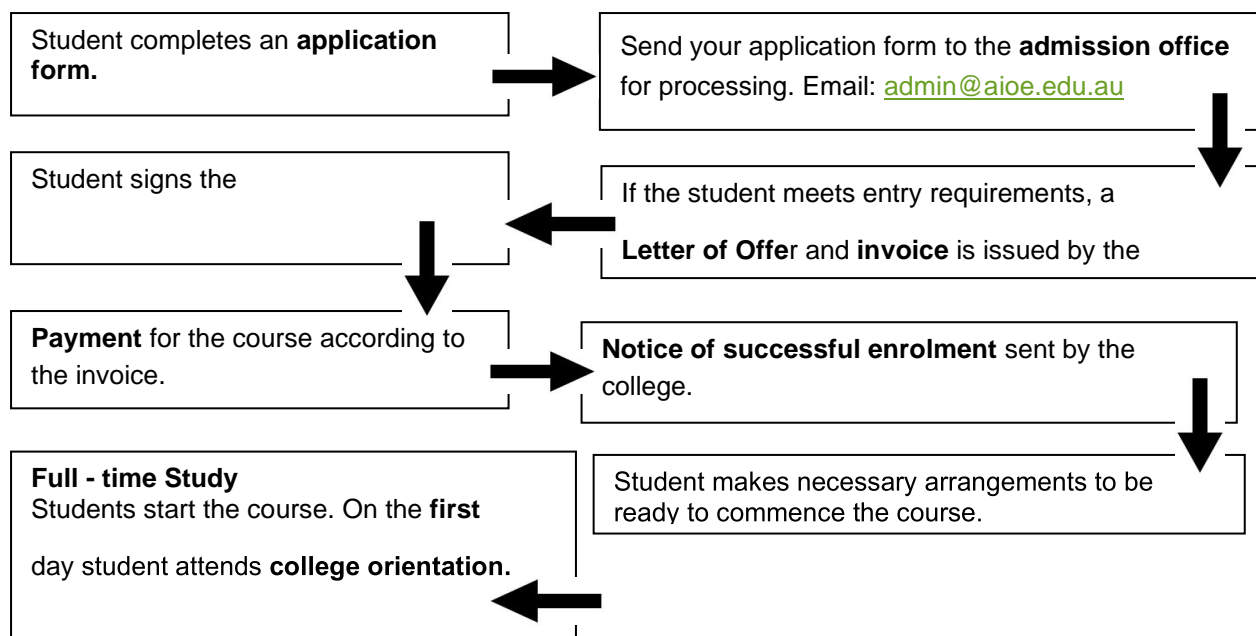 Student completes an application
form.
Send your application form to the admission office
for processing. Email: admin@aioe.edu.au
If the student meets entry requirements, a
Letter of Offer and invoice is issued by the
Student signs the
Payment for the course according to
the invoice.
Notice of successful enrolment sent by the
college.
Student makes necessary arrangements to be
ready to commence the course.
Full - time Study
Students start the course. On the first
day student attends college orientation.